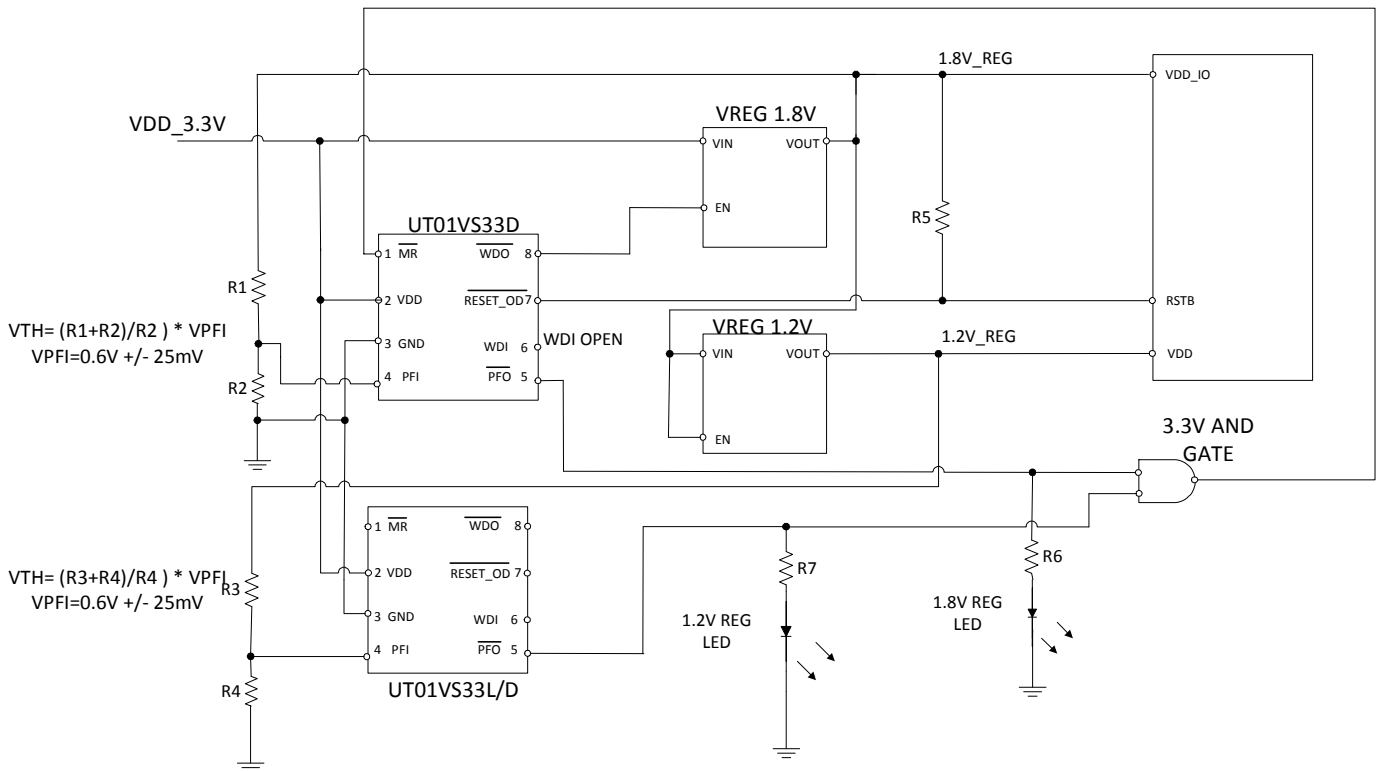 1.8V_REG
VDD_IO
VDD_3.3V
VREG 1.8V
VIN VOUT
EN
R5
UT01VS33D
1 MR WDO 8
2 VDD RESET_OD 7
3 GND WDI 6
4 PFI PFO 5
WDI OPEN
R1
VTH= (R1+R2)/R2 ) * VPFI
VPFI=0.6V +/- 25mV
R2
RSTB
VREG 1.2V
VIN VOUT
EN
1.2V_REG
VDD
3.3V AND
GATE
1 MR WDO 8
2 VDD RESET_OD 7
3 GND WDI 6
4 PFI PFO 5
UT01VS33L/D
VTH= (R3+R4)/R4 ) * VPFI
VPFI=0.6V +/- 25mV
R3
R4
R7
1.2V REG
LED
R6
1.8V REG
LED